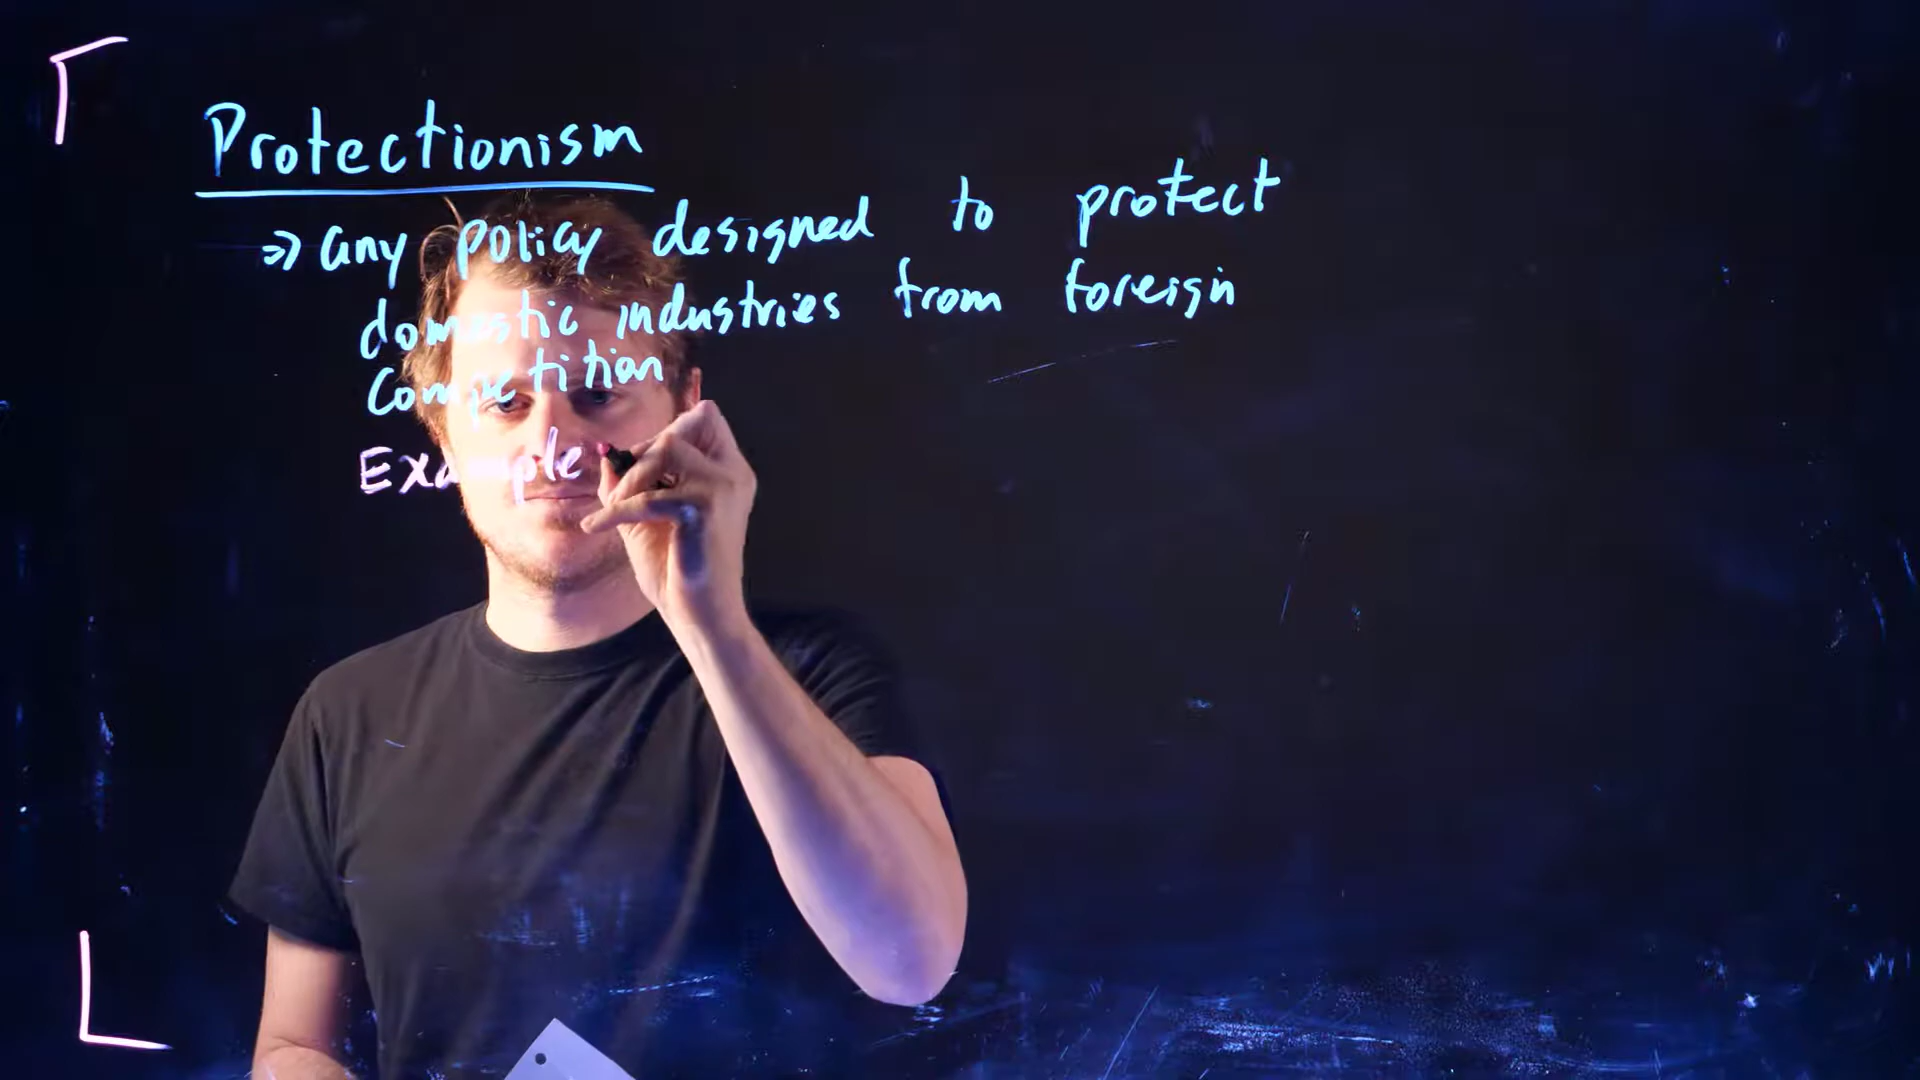 Protectionism
⇒ any policy designed to protect
domestic industries from foreign
Competition
Example